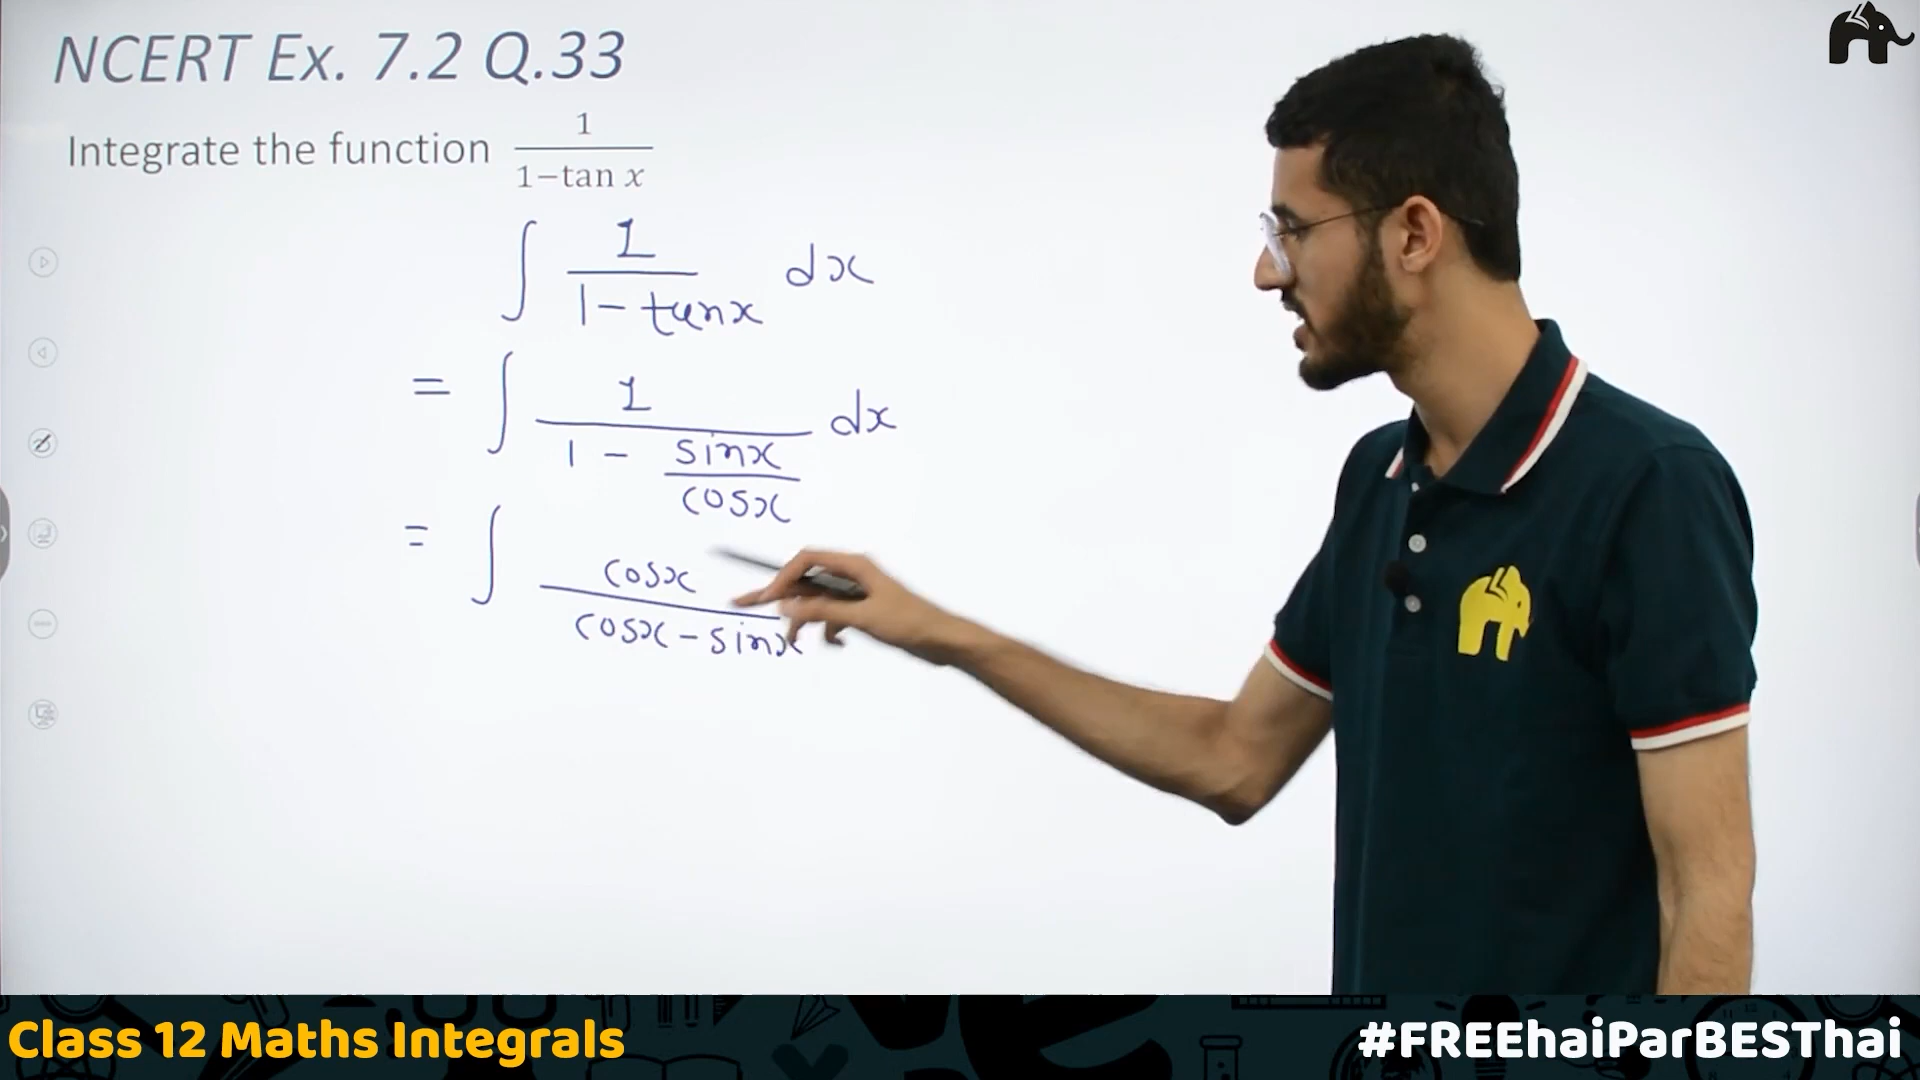 NCERT Ex. 7.2 Q.33
Integrate the function 1/(1−tan x)
∫ 1/(1 - tanx) dx
= ∫ 1/(1 - sinx/cosx) dx
= ∫ cosx/(cosx - sinx)
Class 12 Maths Integrals
#FREEhaiParBESThai